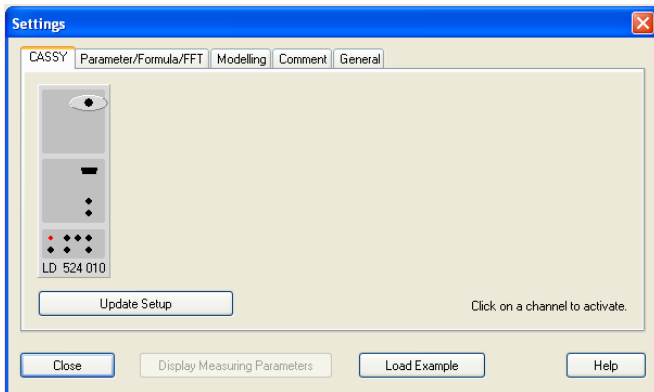 Settings
CASSY Parameter/Formula/FFT Modelling Comment General
LD 524 010
Update Setup Click on a channel to activate.
Close Display Measuring Parameters Load Example Help